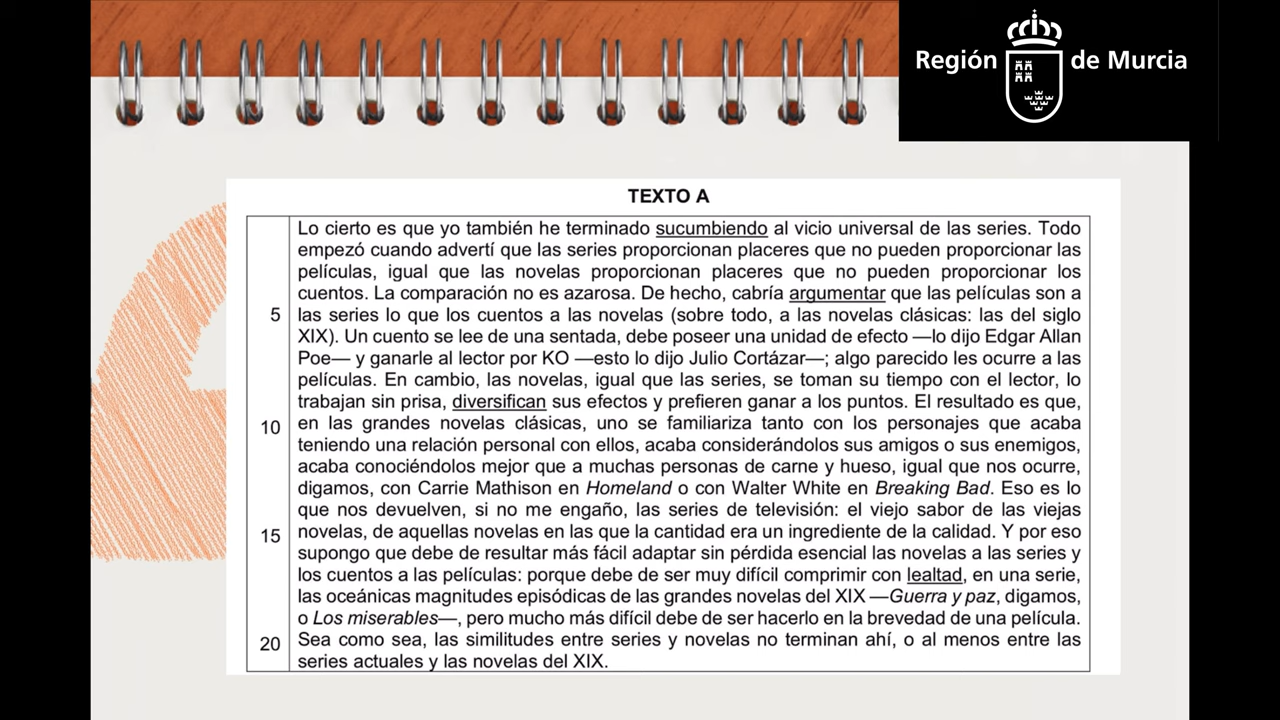 Región de Murcia
TEXTO A
Lo cierto es que yo también he terminado sucumbiendo al vicio universal de las series. Todo
empezó cuando advertí que las series proporcionan placeres que no pueden proporcionar las
películas, igual que las novelas proporcionan placeres que no pueden proporcionar los
cuentos. La comparación no es azarosa. De hecho, cabría argumentar que las películas son a
5 las series lo que los cuentos a las novelas (sobre todo, a las novelas clásicas: las del siglo
XIX). Un cuento se lee de una sentada, debe poseer una unidad de efecto —lo dijo Edgar Allan
Poe— y ganarle al lector por KO —esto lo dijo Julio Cortázar—; algo parecido les ocurre a las
películas. En cambio, las novelas, igual que las series, se toman su tiempo con el lector, lo
trabajan sin prisa, diversifican sus efectos y prefieren ganar a los puntos. El resultado es que,
10 en las grandes novelas clásicas, uno se familiariza tanto con los personajes que acaba
teniendo una relación personal con ellos, acaba considerándolos sus amigos o sus enemigos,
acaba conociéndolos mejor que a muchas personas de carne y hueso, igual que nos ocurre,
digamos, con Carrie Mathison en Homeland o con Walter White en Breaking Bad. Eso es lo
que nos devuelven, si no me engaño, las series de televisión: el viejo sabor de las viejas
15 novelas, de aquellas novelas en las que la cantidad era un ingrediente de la calidad. Y por eso
supongo que debe de resultar más fácil adaptar sin pérdida esencial las novelas a las series y
los cuentos a las películas: porque debe de ser muy difícil comprimir con lealtad, en una serie,
las oceánicas magnitudes episódicas de las grandes novelas del XIX —Guerra y paz, digamos,
o Los miserables—, pero mucho más difícil debe de ser hacerlo en la brevedad de una película.
20 Sea como sea, las similitudes entre series y novelas no terminan ahí, o al menos entre las
series actuales y las novelas del XIX.